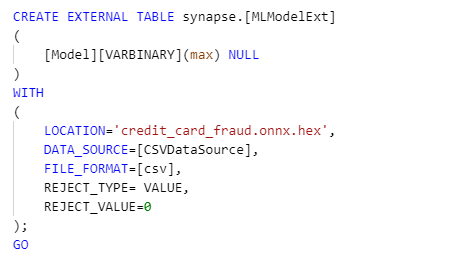 CREATE EXTERNAL TABLE synapse.[MLModelExt]
(
    [Model][VARBINARY](max) NULL
)
WITH
(
    LOCATION='credit_card_fraud.onnx.hex',
    DATA_SOURCE=[CSVDataSource],
    FILE_FORMAT=[csv],
    REJECT_TYPE= VALUE,
    REJECT_VALUE=0
);
GO